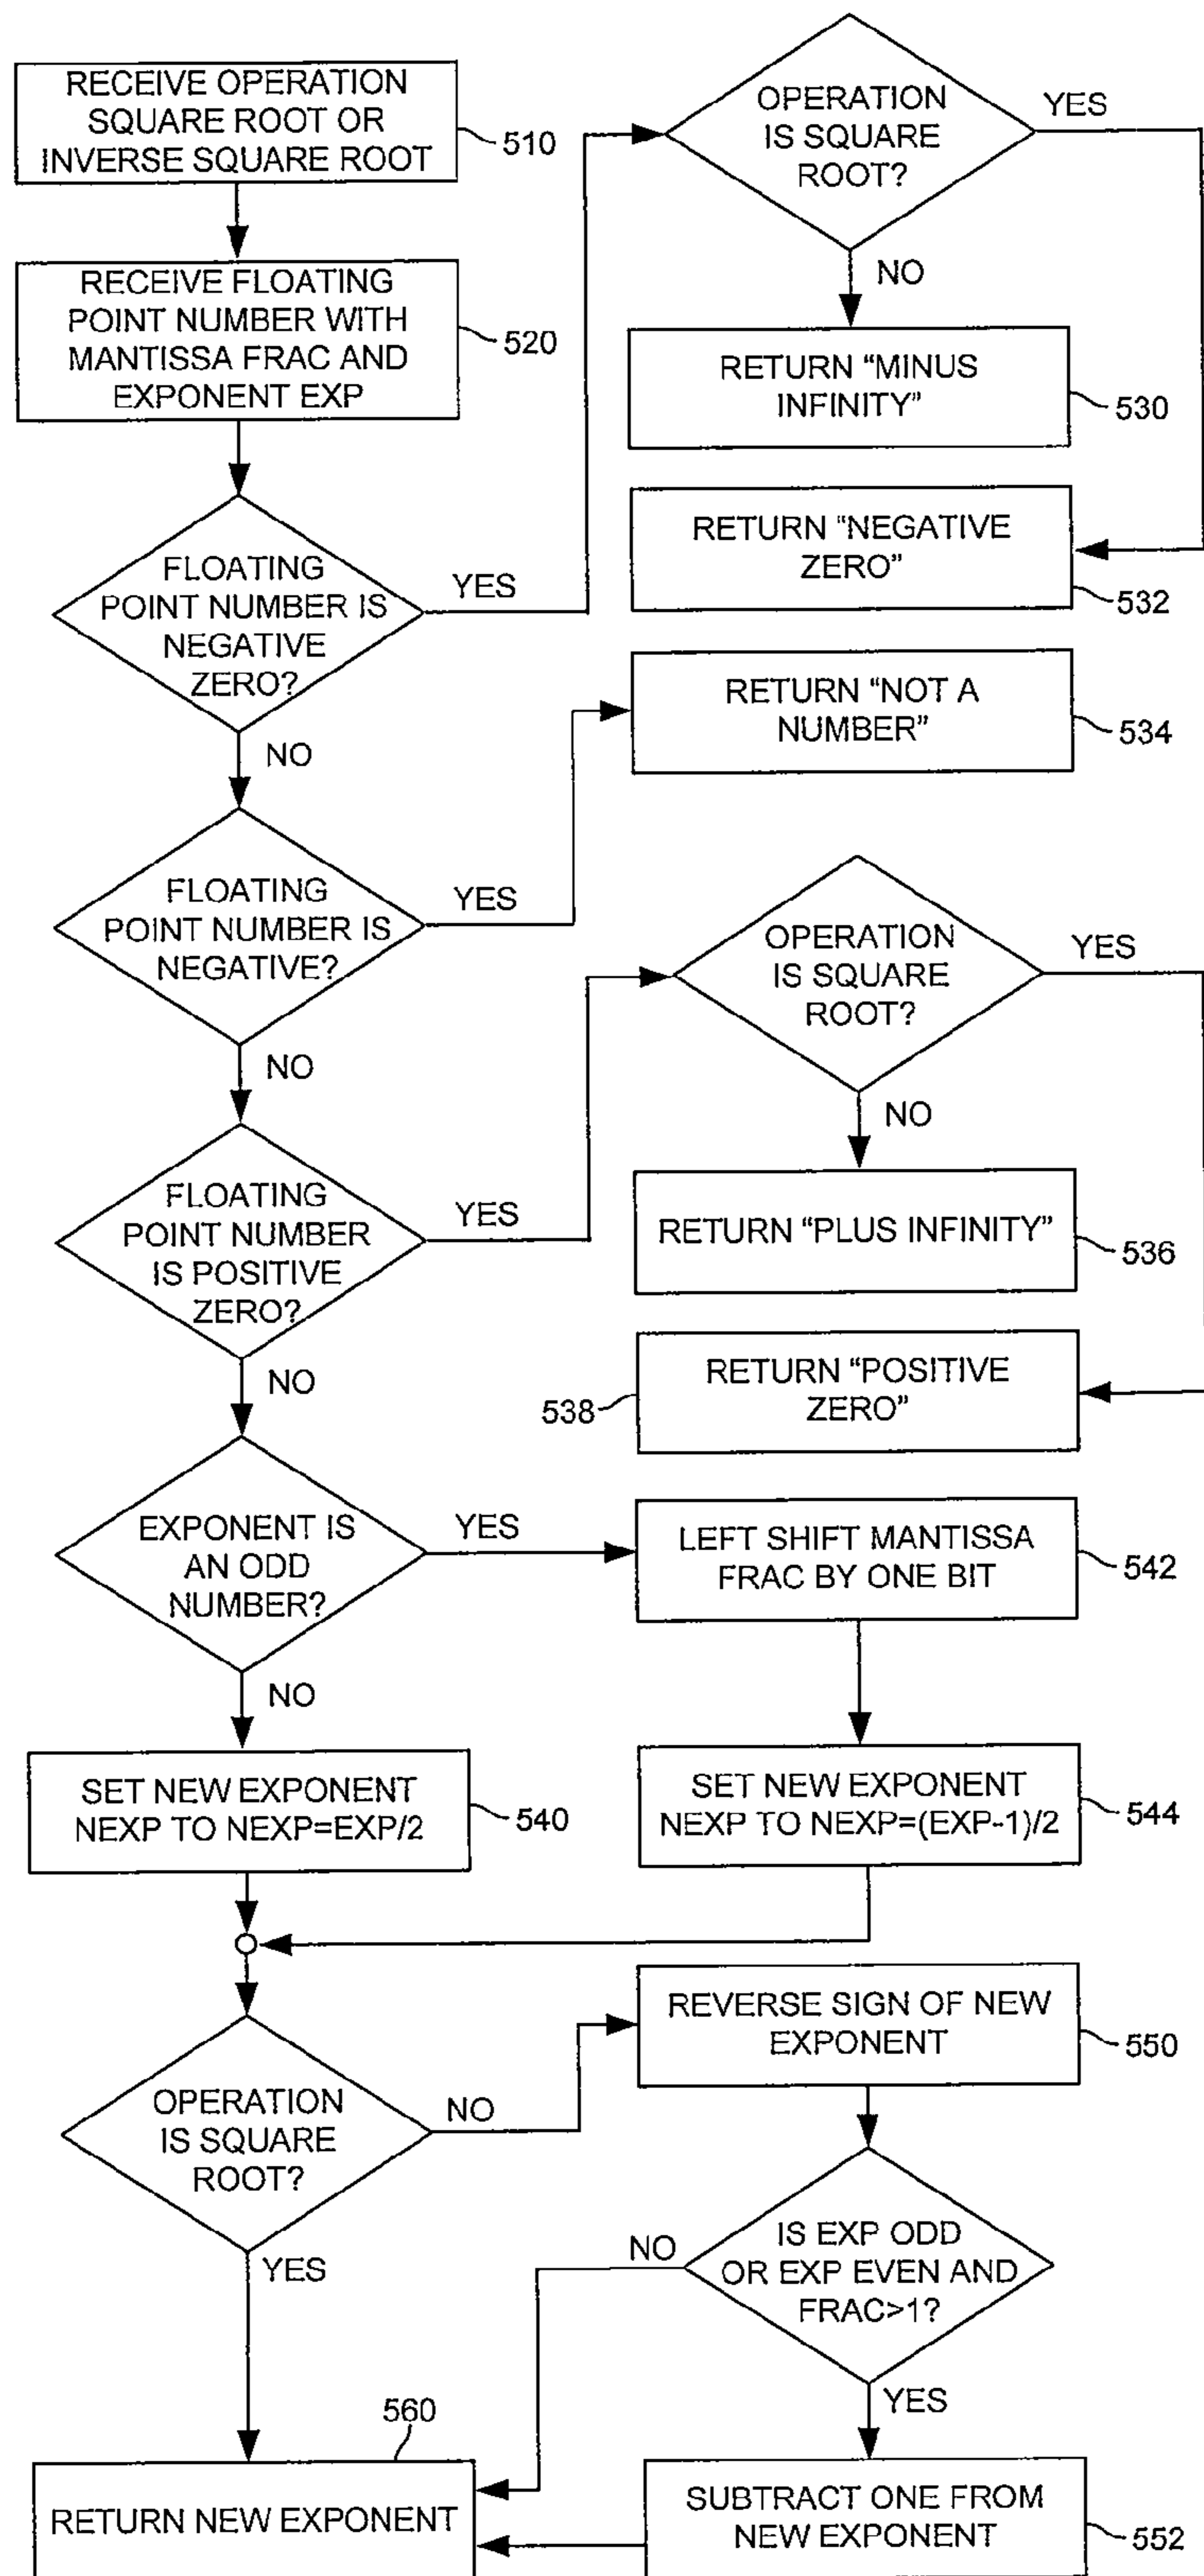 RECEIVE OPERATION
SQUARE ROOT OR
INVERSE SQUARE ROOT
510
RECEIVE FLOATING
POINT NUMBER WITH
MANTISSA FRAC AND
EXPONENT EXP
520
OPERATION
IS SQUARE
ROOT?
YES
NO
RETURN “MINUS
INFINITY”
530
RETURN “NEGATIVE
ZERO”
532
FLOATING
POINT NUMBER IS
NEGATIVE
ZERO?
YES
NO
RETURN “NOT A
NUMBER”
534
FLOATING
POINT NUMBER IS
NEGATIVE?
YES
NO
OPERATION
IS SQUARE
ROOT?
YES
NO
FLOATING
POINT NUMBER
IS POSITIVE
ZERO?
YES
NO
RETURN “PLUS INFINITY”
536
RETURN “POSITIVE
ZERO”
538
EXPONENT IS
AN ODD
NUMBER?
YES
NO
LEFT SHIFT MANTISSA
FRAC BY ONE BIT
542
SET NEW EXPONENT
NEXP TO NEXP=EXP/2
540
SET NEW EXPONENT
NEXP TO NEXP=(EXP-1)/2
544
OPERATION
IS SQUARE
ROOT?
NO
YES
REVERSE SIGN OF NEW
EXPONENT
550
IS EXP ODD
OR EXP EVEN AND
FRAC>1?
NO
YES
560
RETURN NEW EXPONENT
SUBTRACT ONE FROM
NEW EXPONENT
552